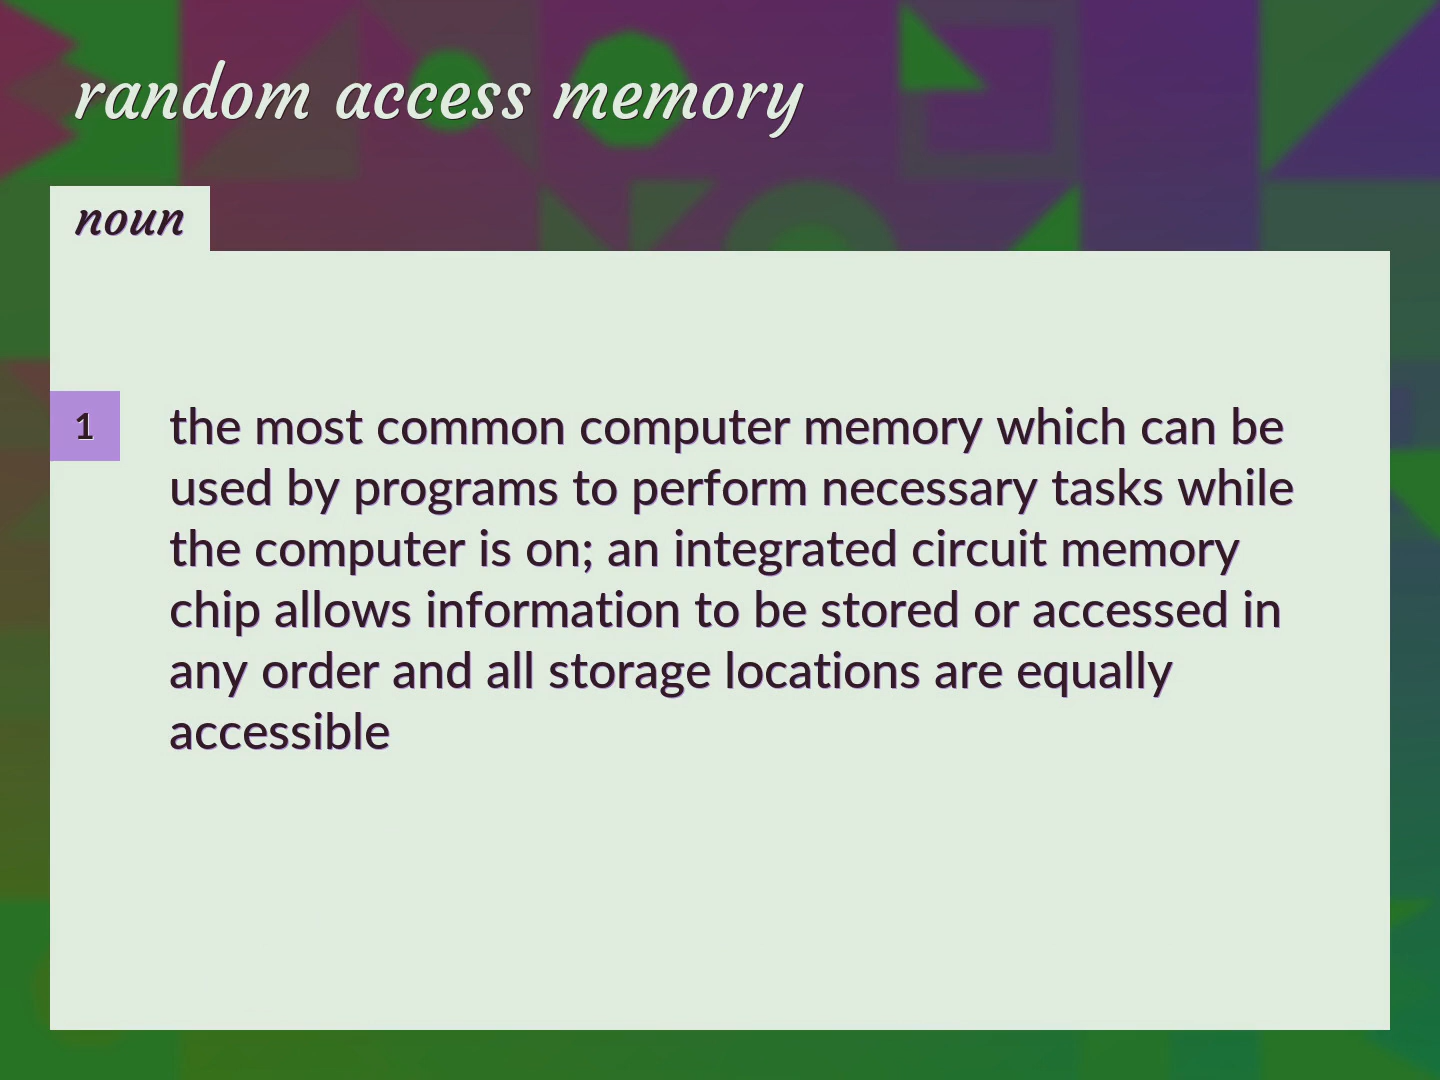 random access memory
noun
1
the most common computer memory which can be
used by programs to perform necessary tasks while
the computer is on; an integrated circuit memory
chip allows information to be stored or accessed in
any order and all storage locations are equally
accessible